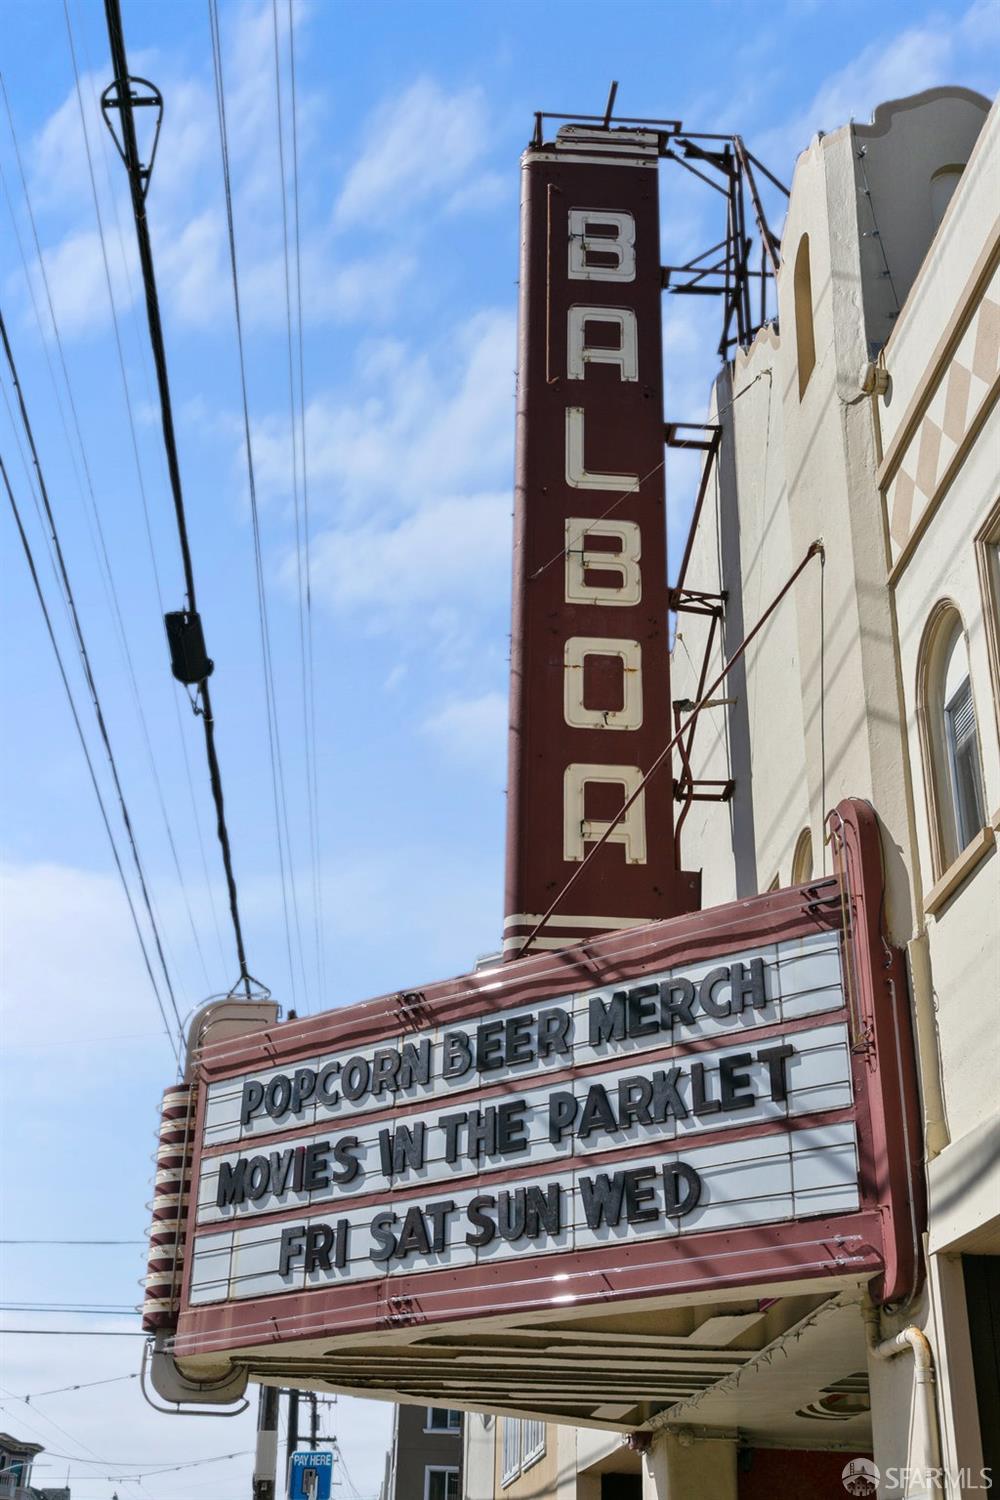 BALBOA
POPCORN BEER MERCH
MOVIES IN THE PARKLET
FRI SAT SUN WED
PAY HERE
SFARMLS